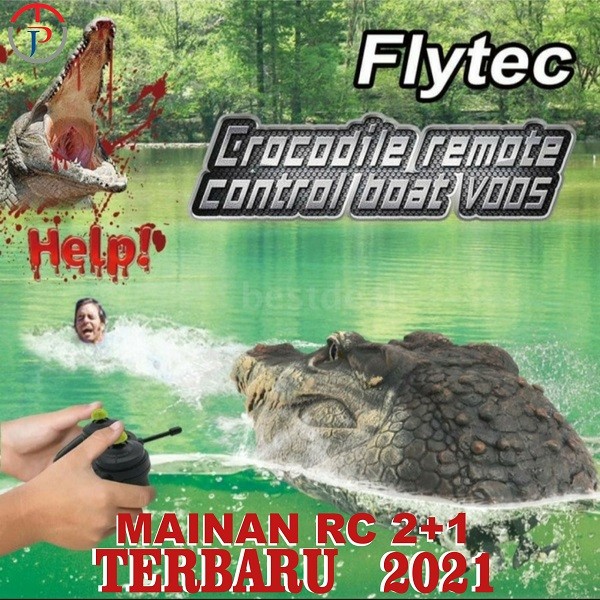 Flytec
Crocodile remote
control boat V005
Help!
MAINAN RC 2+1
TERBARU 2021